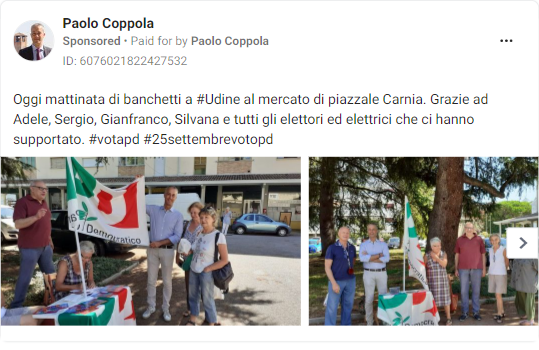 Paolo Coppola
Sponsored • Paid for by Paolo Coppola
ID: 6076021822427532
Oggi mattinata di banchetti a #Udine al mercato di piazzale Carnia. Grazie ad
Adele, Sergio, Gianfranco, Silvana e tutti gli elettori ed elettrici che ci hanno
supportato. #votapd #25settembrevotopd
Democratico